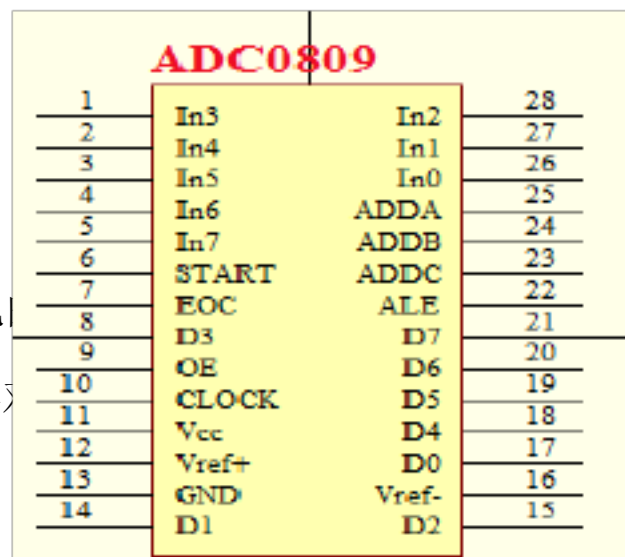 ADC0809
1 In3 In2 28
2 In4 In1 27
3 In5 In0 26
4 In6 ADDA 25
5 In7 ADDB 24
6 START ADDC 23
7 EOC ALE 22
8 D3 D7 21
9 OE D6 20
10 CLOCK D5 19
11 Vcc D4 18
12 Vref+ D0 17
13 GND Vref- 16
14 D1 D2 15